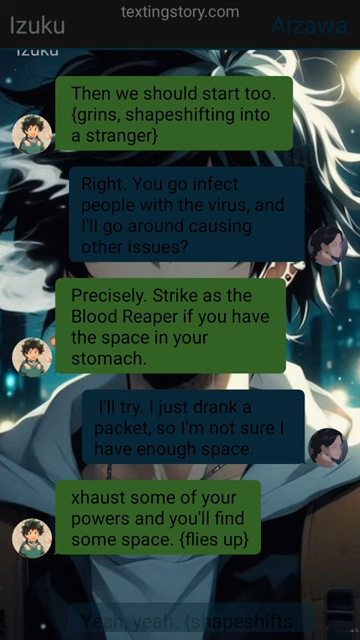 textingstory.com
Izuku
Aizawa
Izuku
Then we should start too.
{grins, shapeshifting into
a stranger}
Right. You go infect
people with the virus, and
I'll go around causing
other issues?
Precisely. Strike as the
Blood Reaper if you have
the space in your
stomach.
I'll try. I just drank a
packet, so I'm not sure I
have enough space.
xhaust some of your
powers and you'll find
some space. {flies up}
Yeah, yeah. {shapeshifts